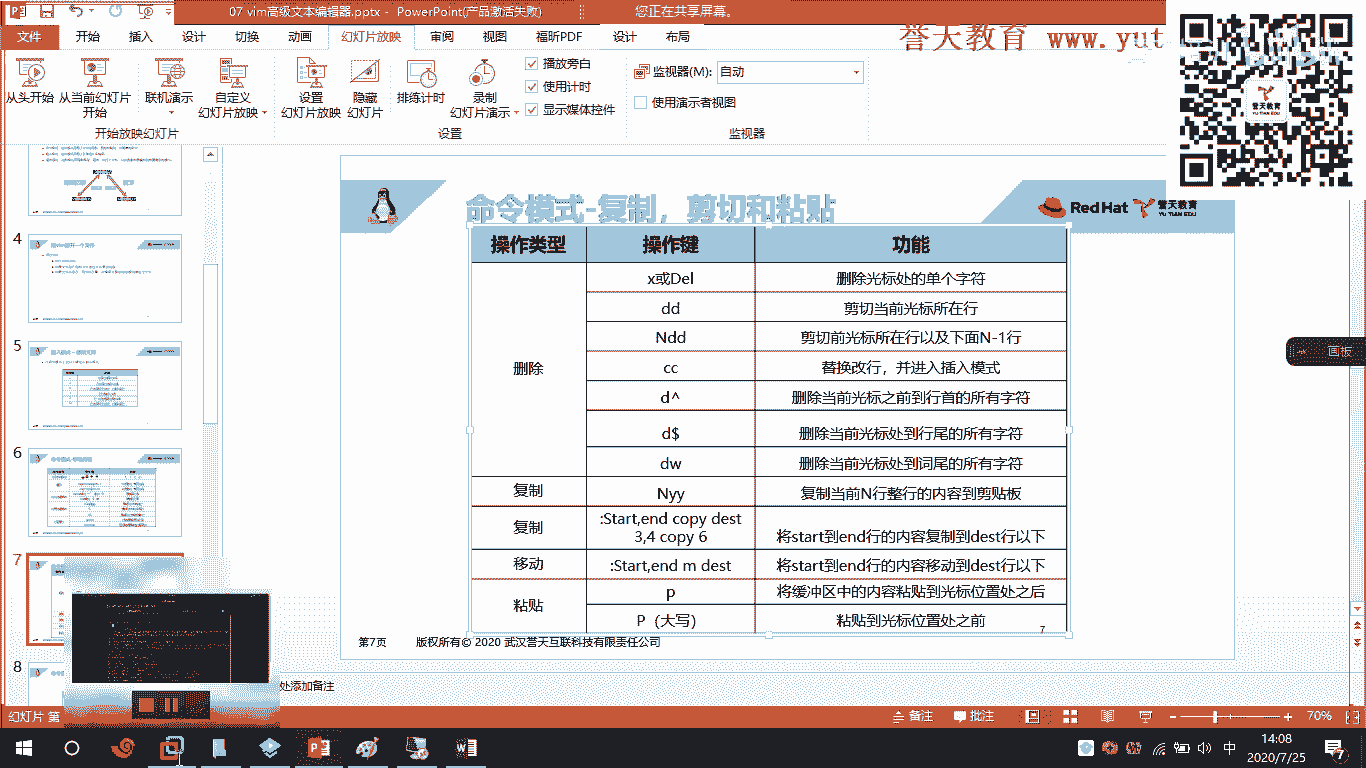 07 vim高级文本编辑器.pptx - PowerPoint(产品激活失败)
您正在共享屏幕。
文件 开始 插入 设计 切换 动画 幻灯片放映 审阅 视图 福昕PDF 设计 布局
誉天教育 www.yut
从头开始
从当前幻灯片
开始
联机演示
自定义
幻灯片放映
设置
幻灯片放映
隐藏
幻灯片
排练计时
录制
幻灯片演示
播放旁白
使用计时
显示媒体控件
监视器(M): 自动
使用演示者视图
开始放映幻灯片
设置
监视器
誉天教育
YU TIAN EDU
画板
4
5
6
7
8
命令模式-复制，剪切和粘贴
Red Hat 誉天教育
YU TIAN EDU
操作类型 操作键 功能
删除
x或Del 删除光标处的单个字符
dd 剪切当前光标所在行
Ndd 剪切前光标所在行以及下面N-1行
cc 替换改行，并进入插入模式
d^ 删除当前光标之前到行首的所有字符
d$ 删除当前光标处到行尾的所有字符
dw 删除当前光标处到词尾的所有字符
复制 Nyy 复制当前N行整行的内容到剪贴板
复制 :Start,end copy dest
3,4 copy 6 将start到end行的内容复制到dest行以下
移动 :Start,end m dest 将start到end行的内容移动到dest行以下
粘贴
p 将缓冲区中的内容粘贴到光标位置处之后
P（大写） 粘贴到光标位置处之前
7
第7页 版权所有© 2020 武汉誉天互联科技有限责任公司
处添加备注
幻灯片 第
备注 批注
70%
中
14:08
2020/7/25
7